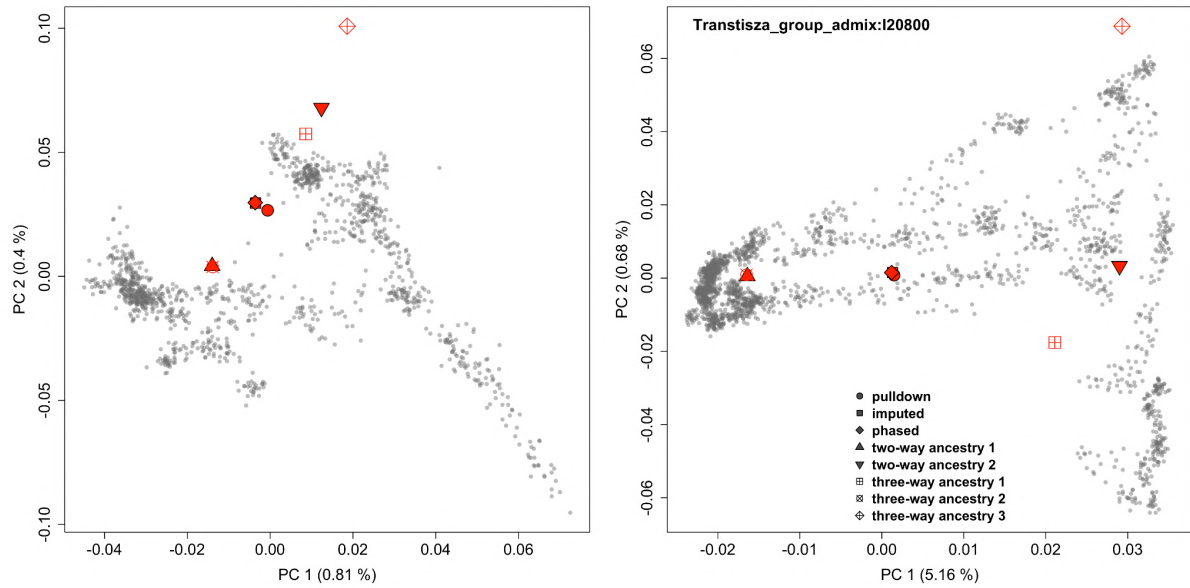 0.10
0.05
0.00
-0.05
-0.10
PC 2 (0.4 %)
-0.04
-0.02
0.00
0.02
0.04
0.06
PC 1 (0.81 %)
Transtisza_group_admix:I20800
0.06
0.04
0.02
0.00
-0.02
-0.04
-0.06
PC 2 (0.68 %)
pulldown
imputed
phased
two-way ancestry 1
two-way ancestry 2
three-way ancestry 1
three-way ancestry 2
three-way ancestry 3
-0.02
-0.01
0.00
0.01
0.02
0.03
PC 1 (5.16 %)